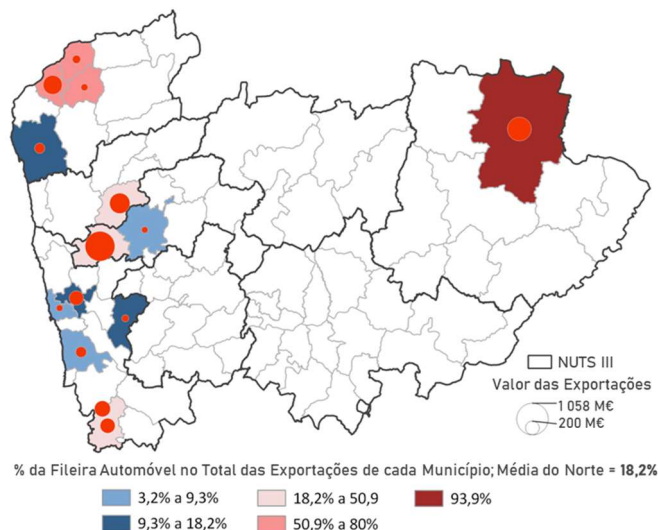 NUTS III
Valor das Exportações
1 058 M€
200 M€
% da Fileira Automóvel no Total das Exportações de cada Município; Média do Norte = 18,2%
3,2% a 9,3%
18,2% a 50,9
93,9%
9,3% a 18,2%
50,9% a 80%